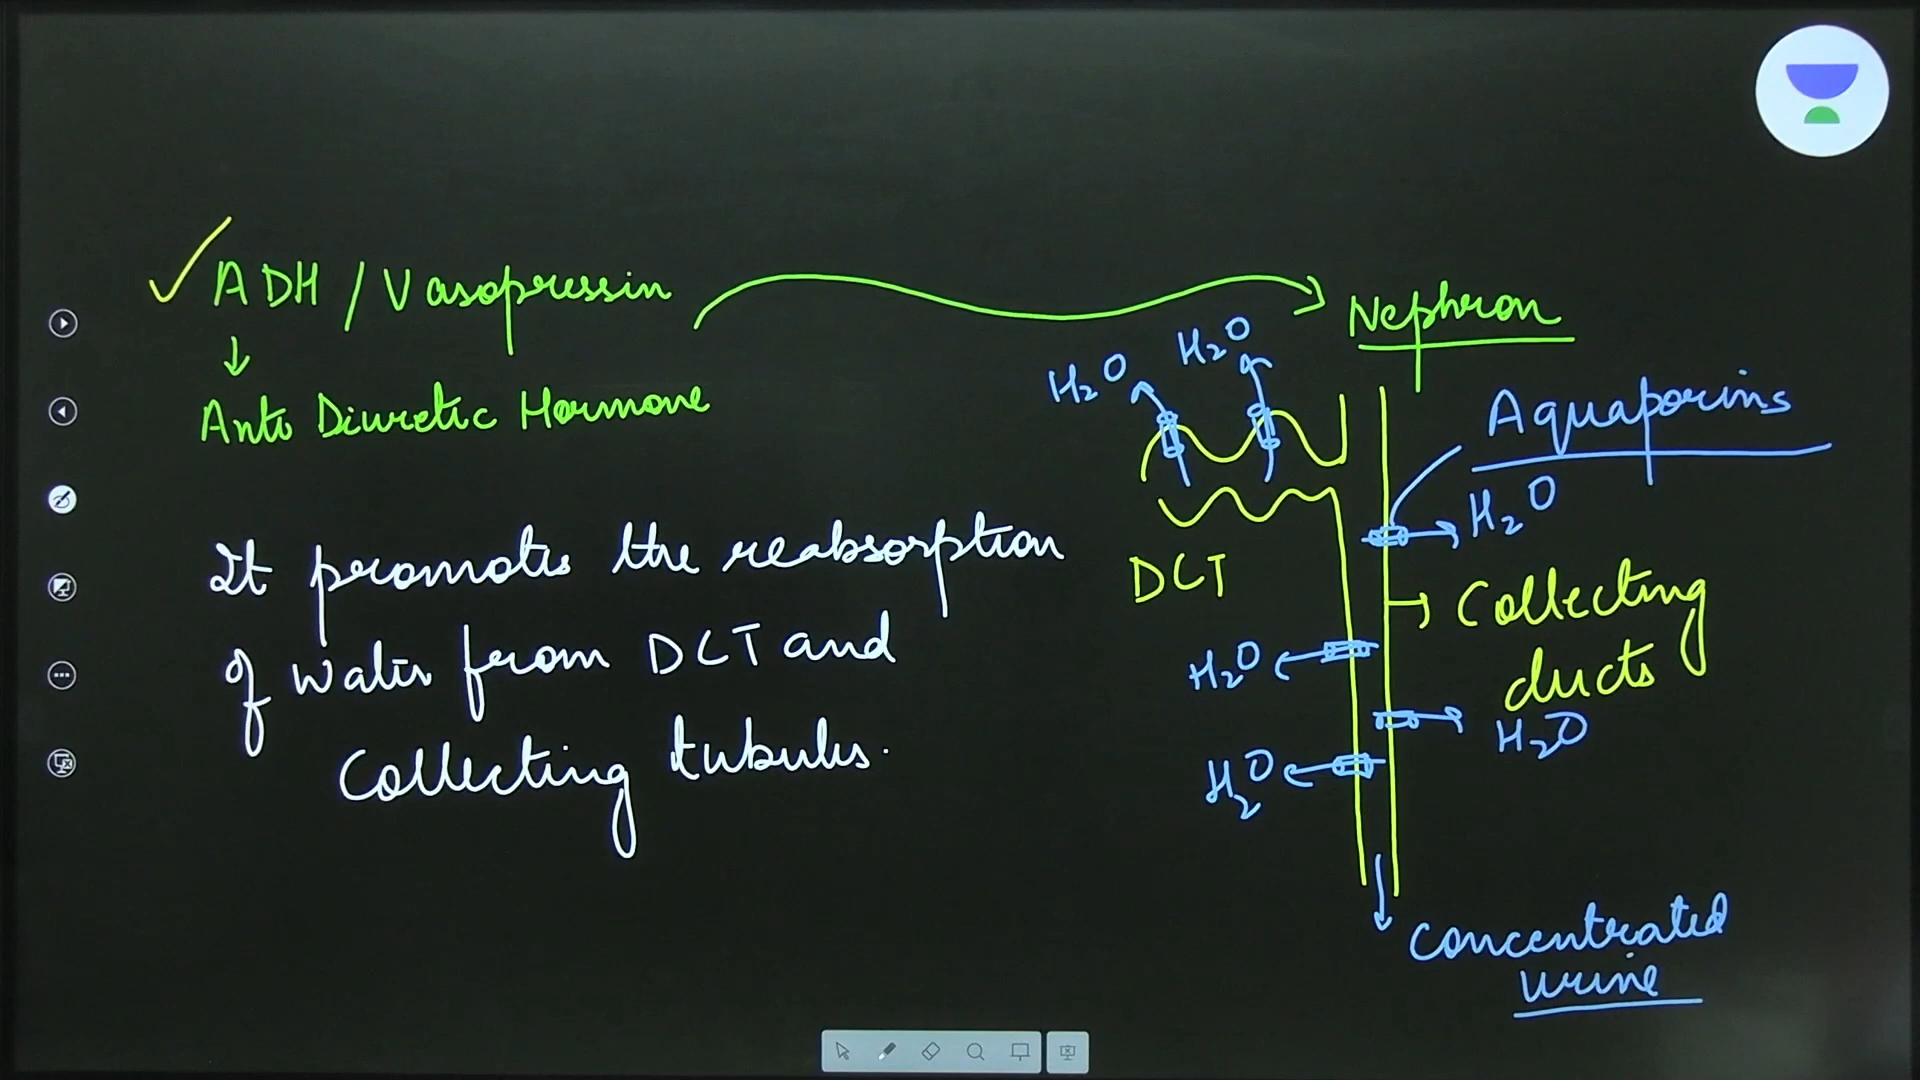 ADH / Vasopressin
Nephron
↓
Anti Diuretic Hormone
H₂O
H₂O
Aquaporins
H₂O
It promotes the reabsorption
of water from DCT and
Collecting tubules.
DCT
Collecting
ducts
H₂O
H₂O
H₂O
Concentrated
urine